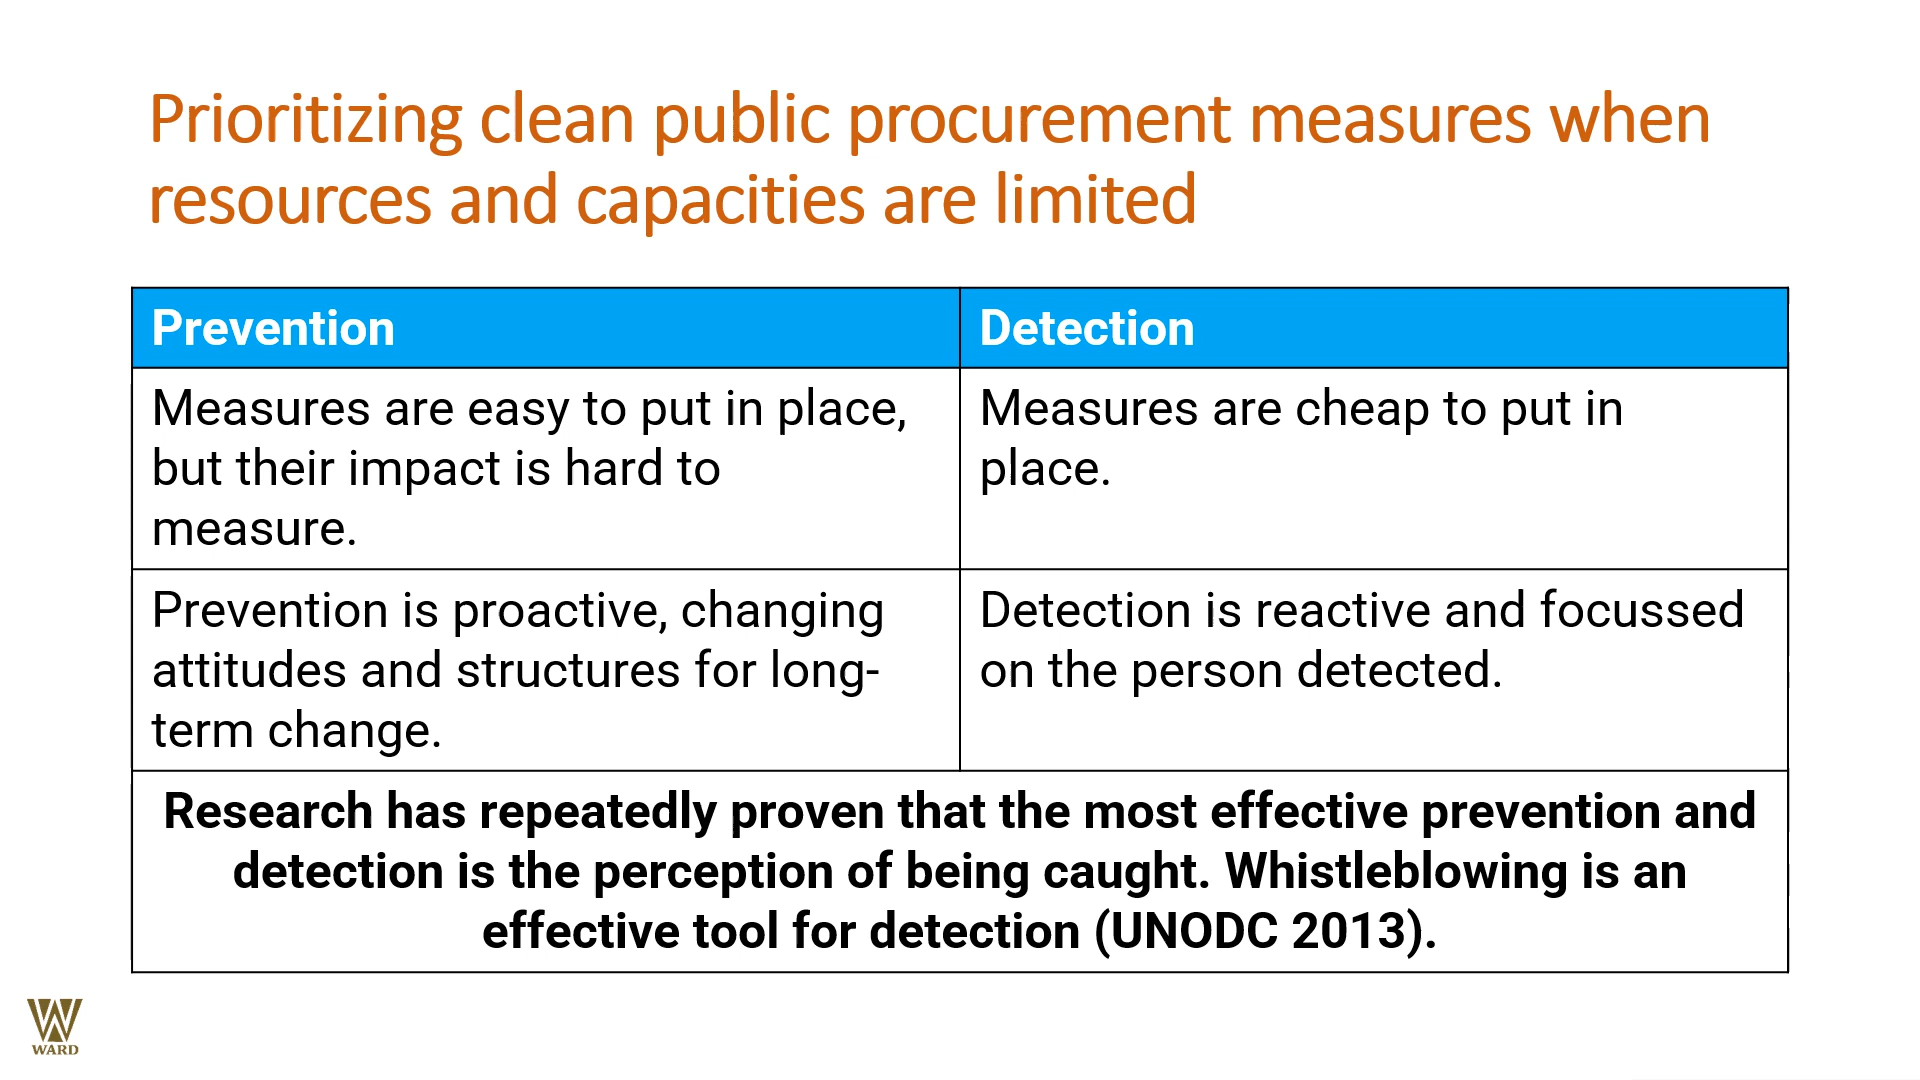 Prioritizing clean public procurement measures when
resources and capacities are limited
Prevention
Detection
Measures are easy to put in place,
but their impact is hard to
measure.
Measures are cheap to put in
place.
Prevention is proactive, changing
attitudes and structures for long-
term change.
Detection is reactive and focussed
on the person detected.
Research has repeatedly proven that the most effective prevention and
detection is the perception of being caught. Whistleblowing is an
effective tool for detection (UNODC 2013).
WARD